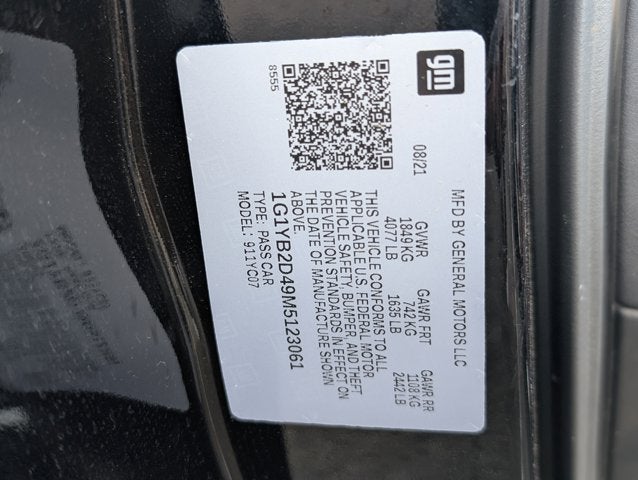 gm
MFD BY GENERAL MOTORS LLC
08/21 GVWR GAWR FRT GAWR RR
1849 KG 742 KG 1108 KG
4077 LB 1635 LB 2442 LB
THIS VEHICLE CONFORMS TO ALL
APPLICABLE U.S. FEDERAL MOTOR
VEHICLE SAFETY, BUMPER, AND THEFT
PREVENTION STANDARDS IN EFFECT ON
THE DATE OF MANUFACTURE SHOWN
ABOVE.
1G1YB2D49M5123061
TYPE: PASS CAR
MODEL: 911YC07
8555